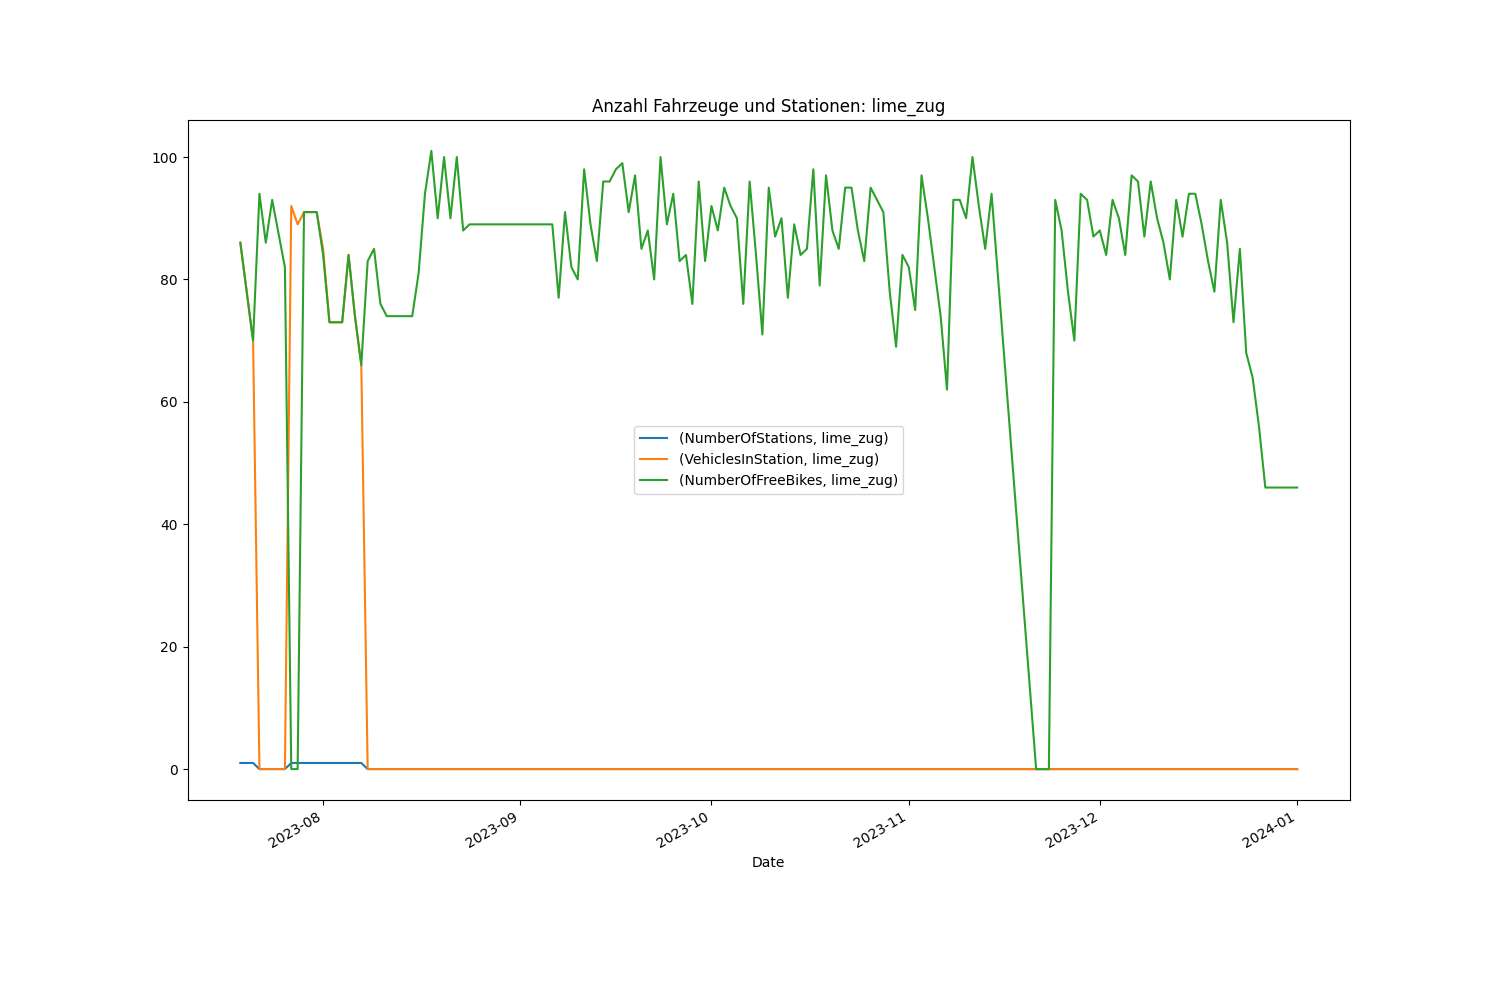 Anzahl Fahrzeuge und Stationen: lime_zug
100
80
60
40
20
0
(NumberOfStations, lime_zug)
(VehiclesInStation, lime_zug)
(NumberOfFreeBikes, lime_zug)
2023-08
2023-09
2023-10
2023-11
2023-12
2024-01
Date